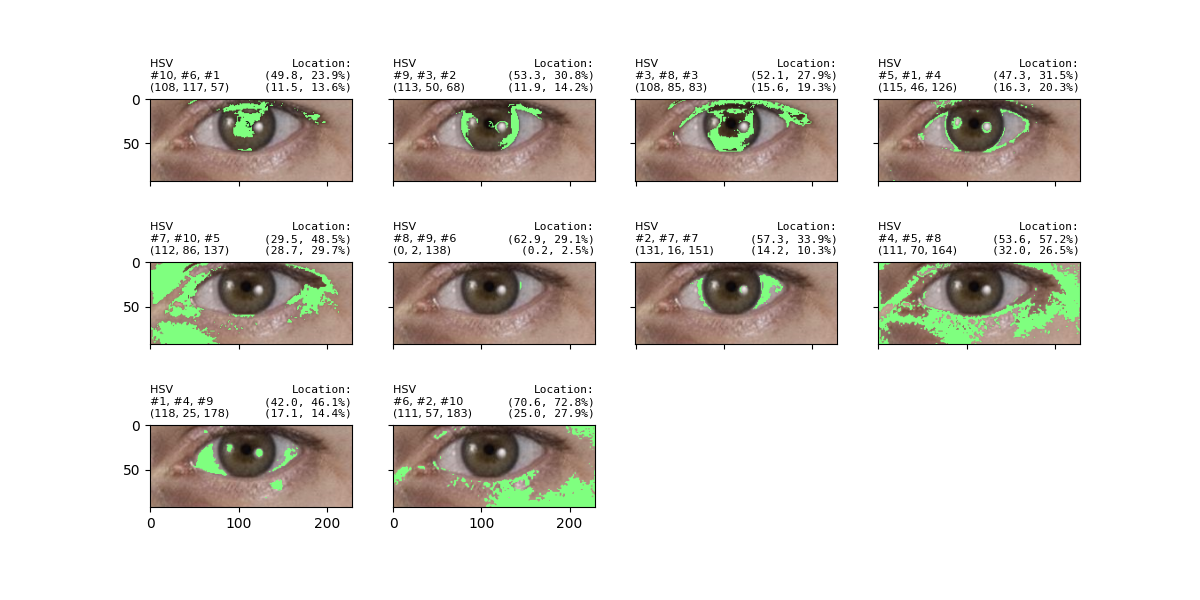 HSV Location:
#10, #6, #1 (49.8, 23.9%)
(108, 117, 57) (11.5, 13.6%)
HSV Location:
#9, #3, #2 (53.3, 30.8%)
(113, 50, 68) (11.9, 14.2%)
HSV Location:
#3, #8, #3 (52.1, 27.9%)
(108, 85, 83) (15.6, 19.3%)
HSV Location:
#5, #1, #4 (47.3, 31.5%)
(115, 46, 126) (16.3, 20.3%)
0
50
HSV Location:
#7, #10, #5 (29.5, 48.5%)
(112, 86, 137) (28.7, 29.7%)
HSV Location:
#8, #9, #6 (62.9, 29.1%)
(0, 2, 138) (0.2, 2.5%)
HSV Location:
#2, #7, #7 (57.3, 33.9%)
(131, 16, 151) (14.2, 10.3%)
HSV Location:
#4, #5, #8 (53.6, 57.2%)
(111, 70, 164) (32.0, 26.5%)
0
50
HSV Location:
#1, #4, #9 (42.0, 46.1%)
(118, 25, 178) (17.1, 14.4%)
HSV Location:
#6, #2, #10 (70.6, 72.8%)
(111, 57, 183) (25.0, 27.9%)
0
50
0 100 200
0 100 200